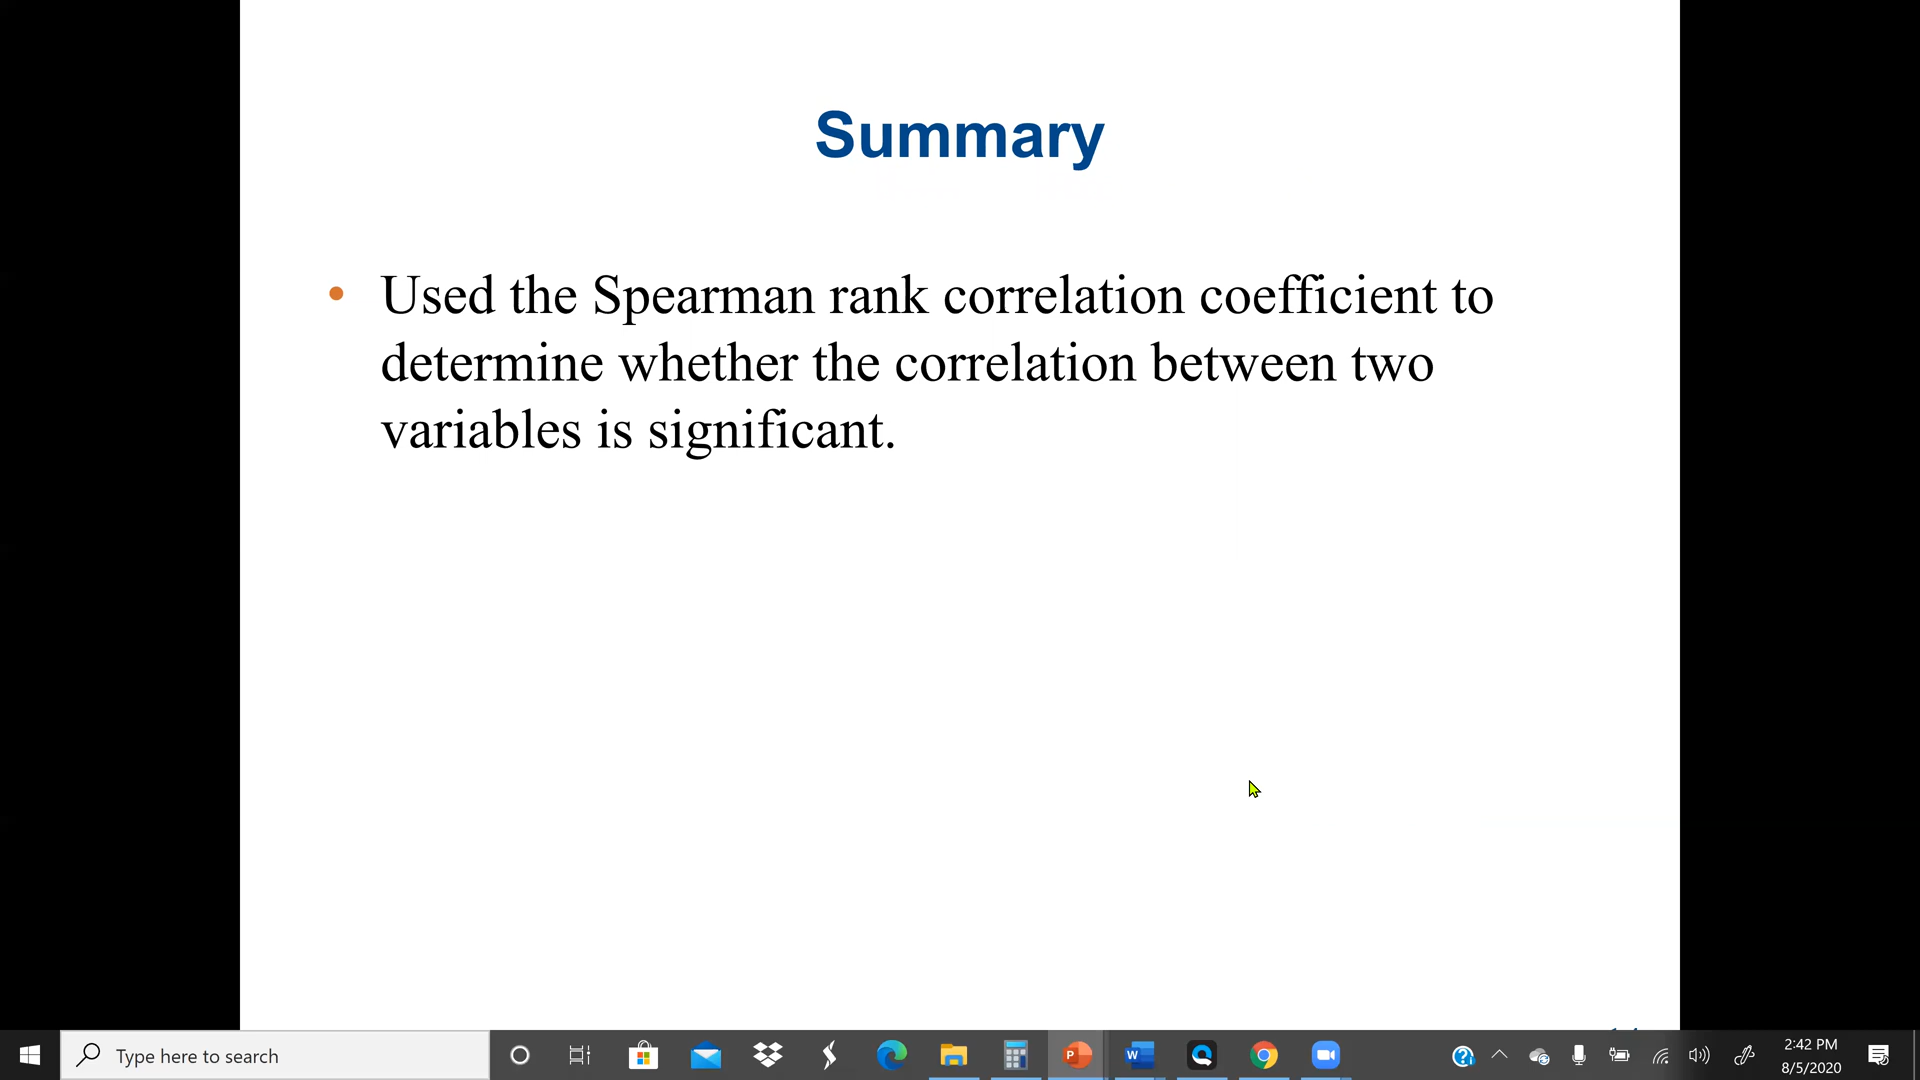 Summary
• Used the Spearman rank correlation coefficient to
determine whether the correlation between two
variables is significant.
Type here to search
2:42 PM
8/5/2020